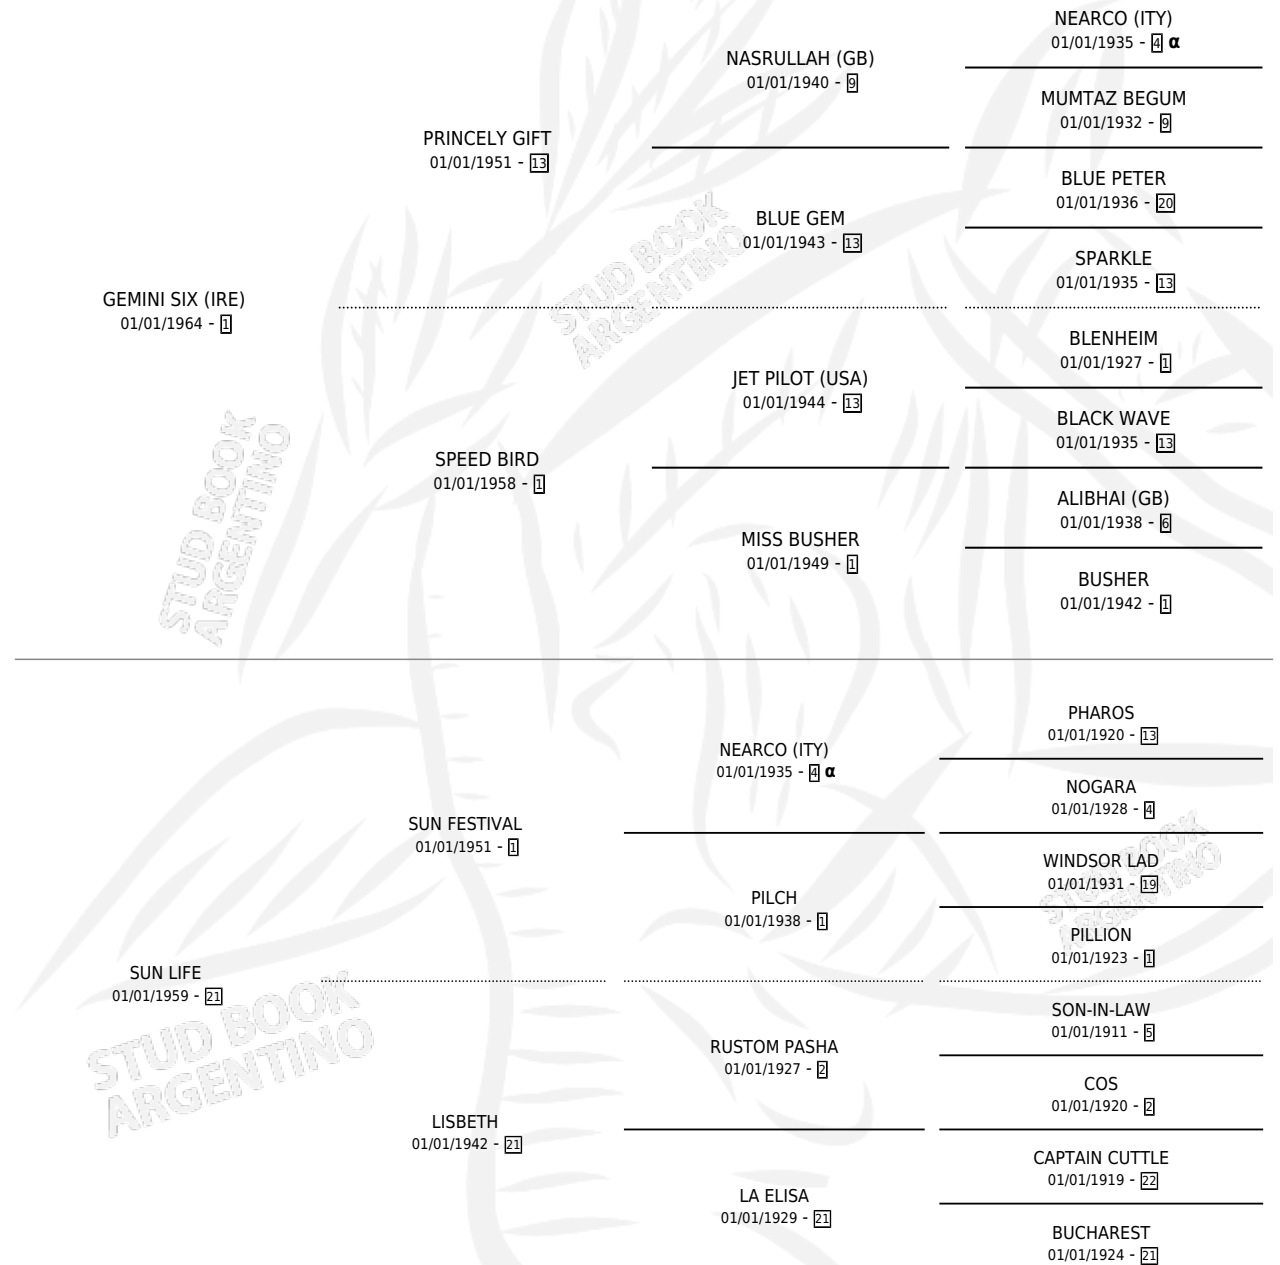 NEARCO (ITY)
01/01/1935 - 4 α
NASRULLAH (GB)
01/01/1940 - 9
MUMTAZ BEGUM
01/01/1932 - 9
PRINCELY GIFT
01/01/1951 - 13
BLUE PETER
01/01/1936 - 20
BLUE GEM
01/01/1943 - 13
SPARKLE
01/01/1935 - 13
GEMINI SIX (IRE)
01/01/1964 - 1
BLENHEIM
01/01/1927 - 1
JET PILOT (USA)
01/01/1944 - 13
BLACK WAVE
01/01/1935 - 13
SPEED BIRD
01/01/1958 - 1
ALIBHAI (GB)
01/01/1938 - 6
MISS BUSHER
01/01/1949 - 1
BUSHER
01/01/1942 - 1
PHAROS
01/01/1920 - 13
NEARCO (ITY)
01/01/1935 - 4 α
NOGARA
01/01/1928 - 4
SUN FESTIVAL
01/01/1951 - 1
WINDSOR LAD
01/01/1931 - 19
PILCH
01/01/1938 - 1
PILLION
01/01/1923 - 1
SUN LIFE
01/01/1959 - 21
SON-IN-LAW
01/01/1911 - 5
RUSTOM PASHA
01/01/1927 - 2
COS
01/01/1920 - 2
LISBETH
01/01/1942 - 21
CAPTAIN CUTTLE
01/01/1919 - 22
LA ELISA
01/01/1929 - 21
BUCHAREST
01/01/1924 - 21
STUD BOOK
ARGENTINO
STUD BOOK
ARGENTINO
STUD BOOK
ARGENTINO
STUD BOOK
ARGENTINO